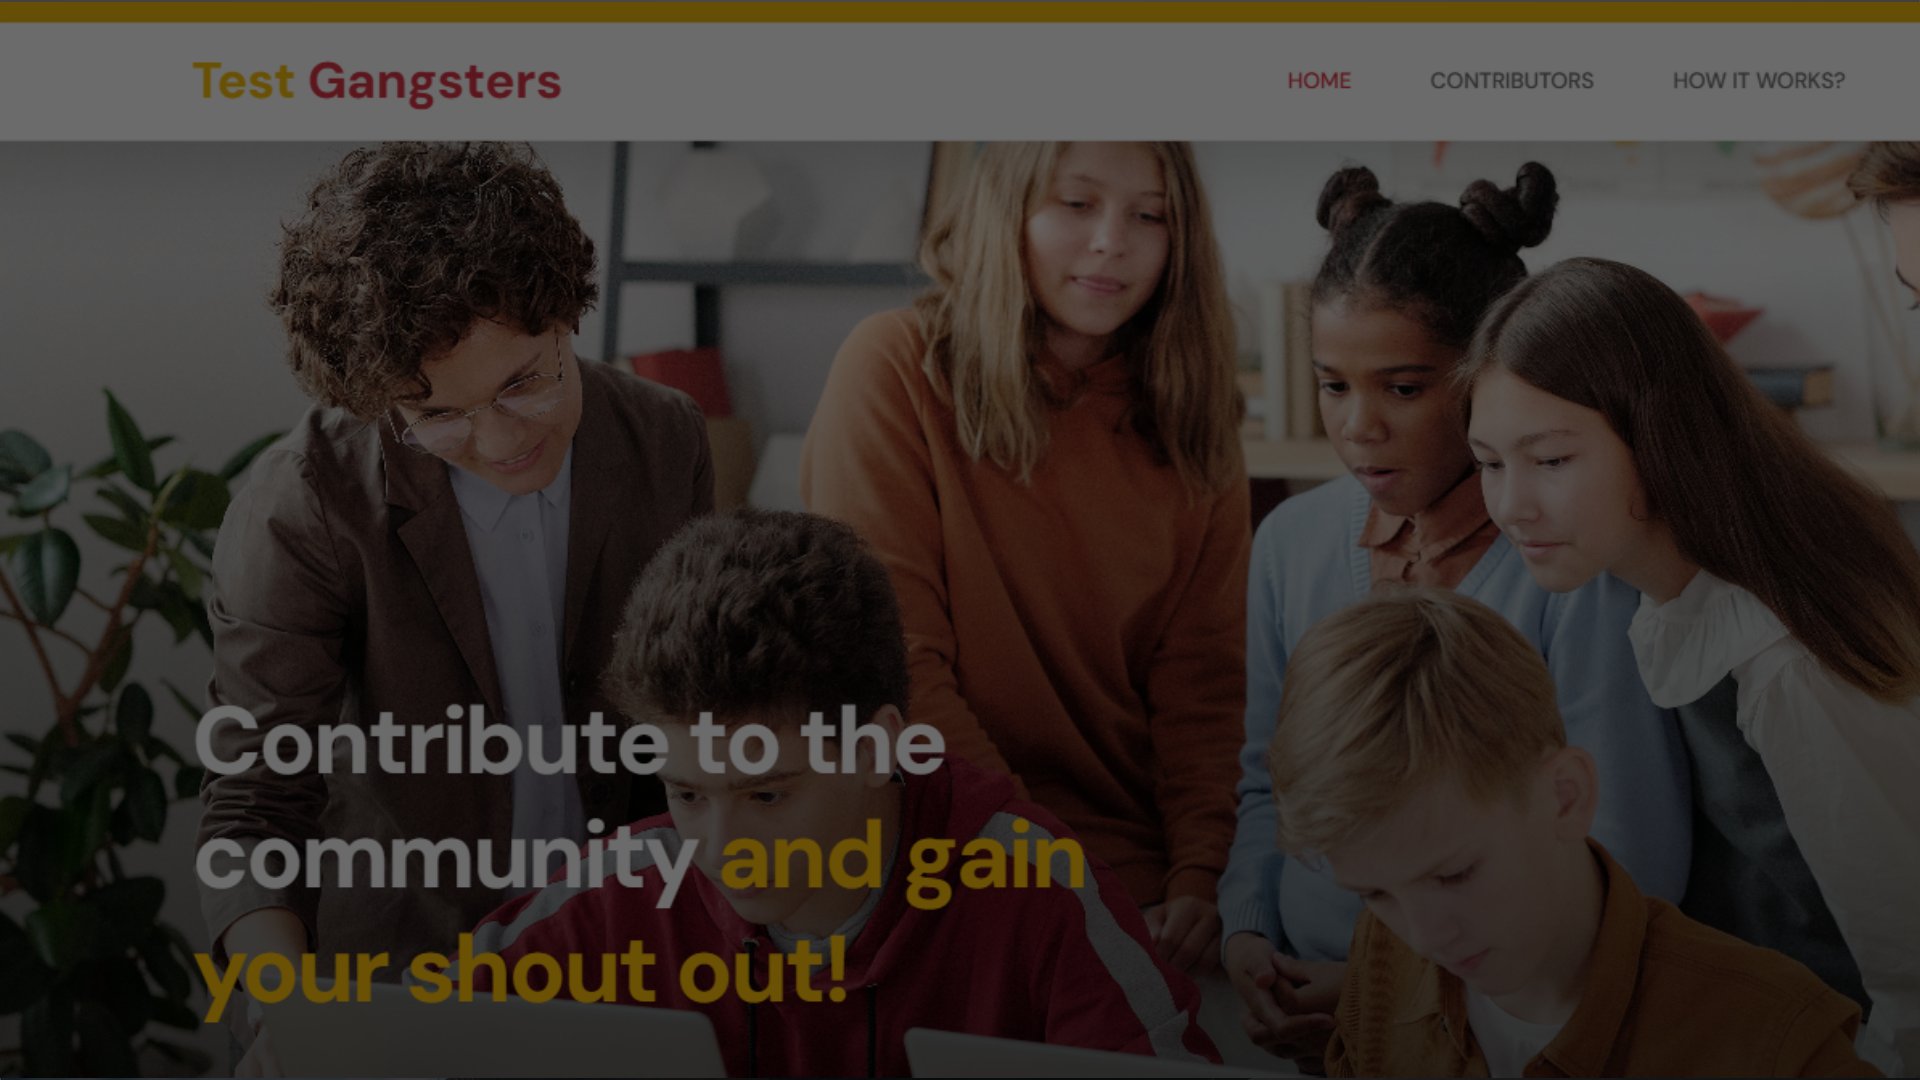 Test Gangsters
HOME
CONTRIBUTORS
HOW IT WORKS?
Contribute to the
community and gain
your shout out!